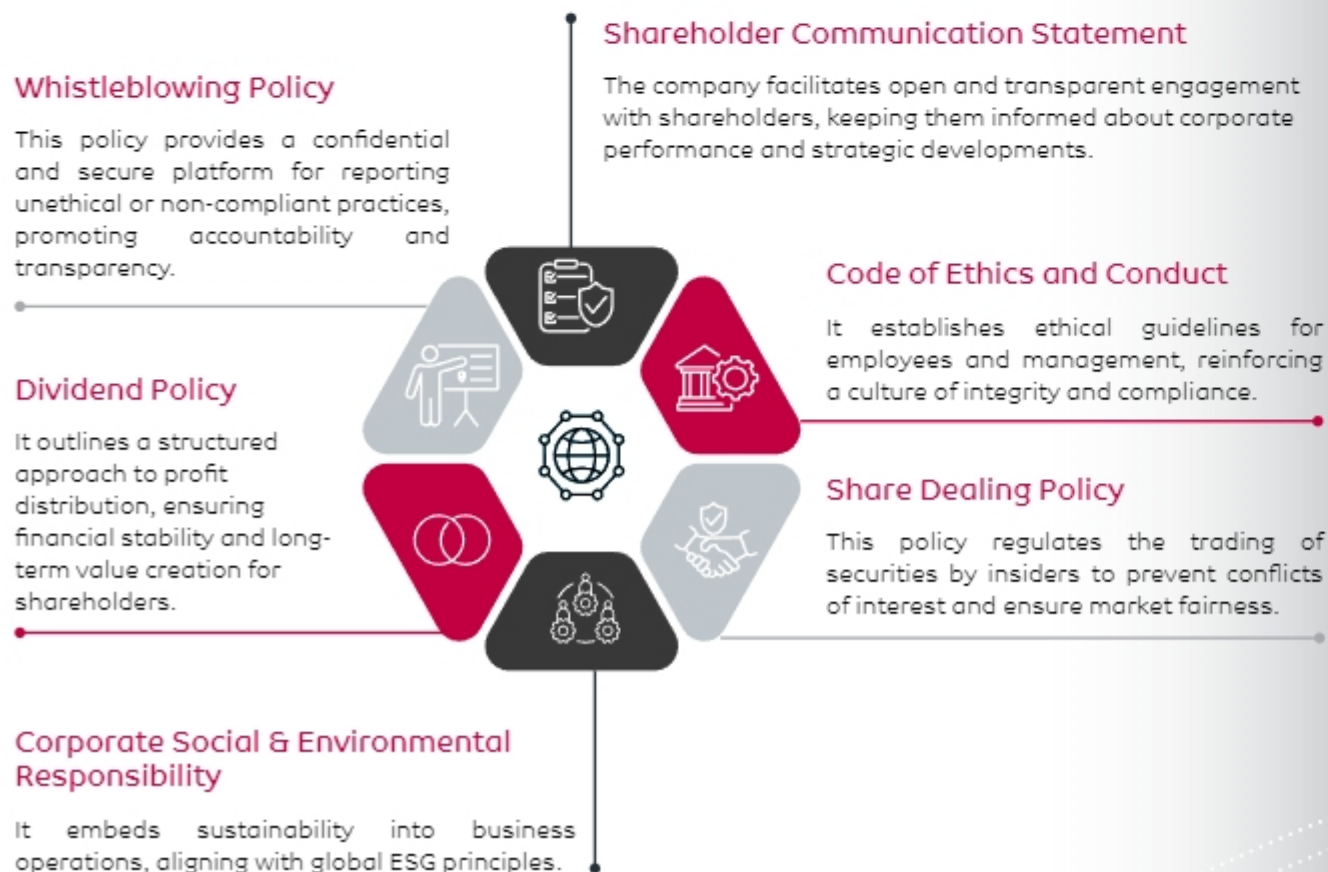 Shareholder Communication Statement
The company facilitates open and transparent engagement
with shareholders, keeping them informed about corporate
performance and strategic developments.
Whistleblowing Policy
This policy provides a confidential
and secure platform for reporting
unethical or non-compliant practices,
promoting accountability and
transparency.
Code of Ethics and Conduct
It establishes ethical guidelines for
employees and management, reinforcing
a culture of integrity and compliance.
Dividend Policy
It outlines a structured
approach to profit
distribution, ensuring
financial stability and long-
term value creation for
shareholders.
Share Dealing Policy
This policy regulates the trading of
securities by insiders to prevent conflicts
of interest and ensure market fairness.
Corporate Social & Environmental
Responsibility
It embeds sustainability into business
operations, aligning with global ESG principles.